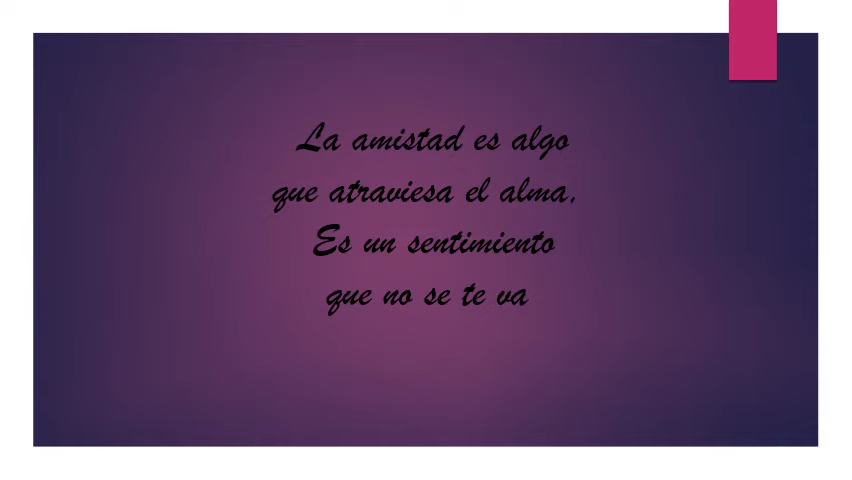 La amistad es algo
que atraviesa el alma,
Es un sentimiento
que no se te va